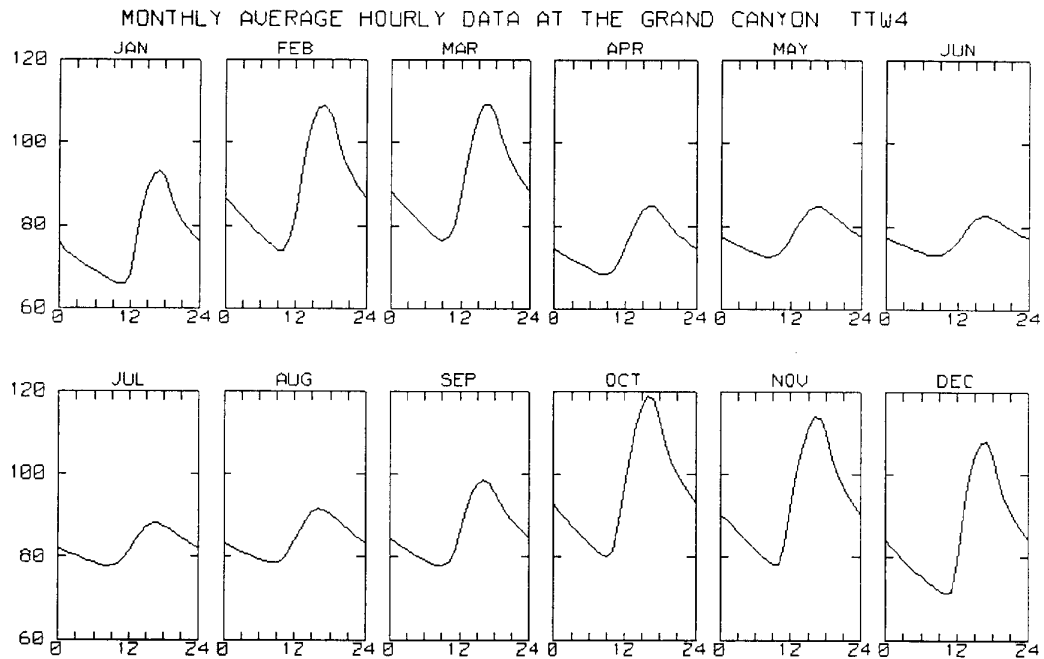 MONTHLY AVERAGE HOURLY DATA AT THE GRAND CANYON TTW4
JAN FEB MAR APR MAY JUN
120
100
80
60
0 12 24 0 12 24 0 12 24 0 12 24 0 12 24 0 12 24
JUL AUG SEP OCT NOV DEC
120
100
80
60
0 12 24 0 12 24 0 12 24 0 12 24 0 12 24 0 12 24